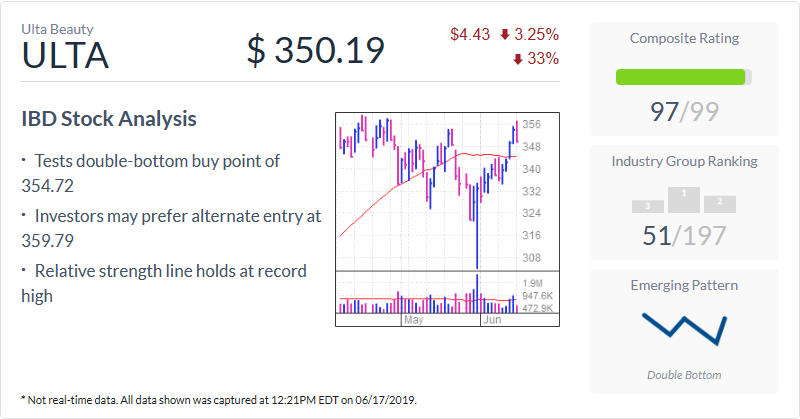 Ulta Beauty
ULTA
$ 350.19
$4.43 3.25%
33%
IBD Stock Analysis
· Tests double-bottom buy point of
354.72
· Investors may prefer alternate entry at
359.79
· Relative strength line holds at record
high
356
348
340
332
324
316
308
1.9M
947.6K
472.9K
May
Jun
Composite Rating
97/99
Industry Group Ranking
3 1 2
51/197
Emerging Pattern
Double Bottom
* Not real-time data. All data shown was captured at 12:21PM EDT on 06/17/2019.